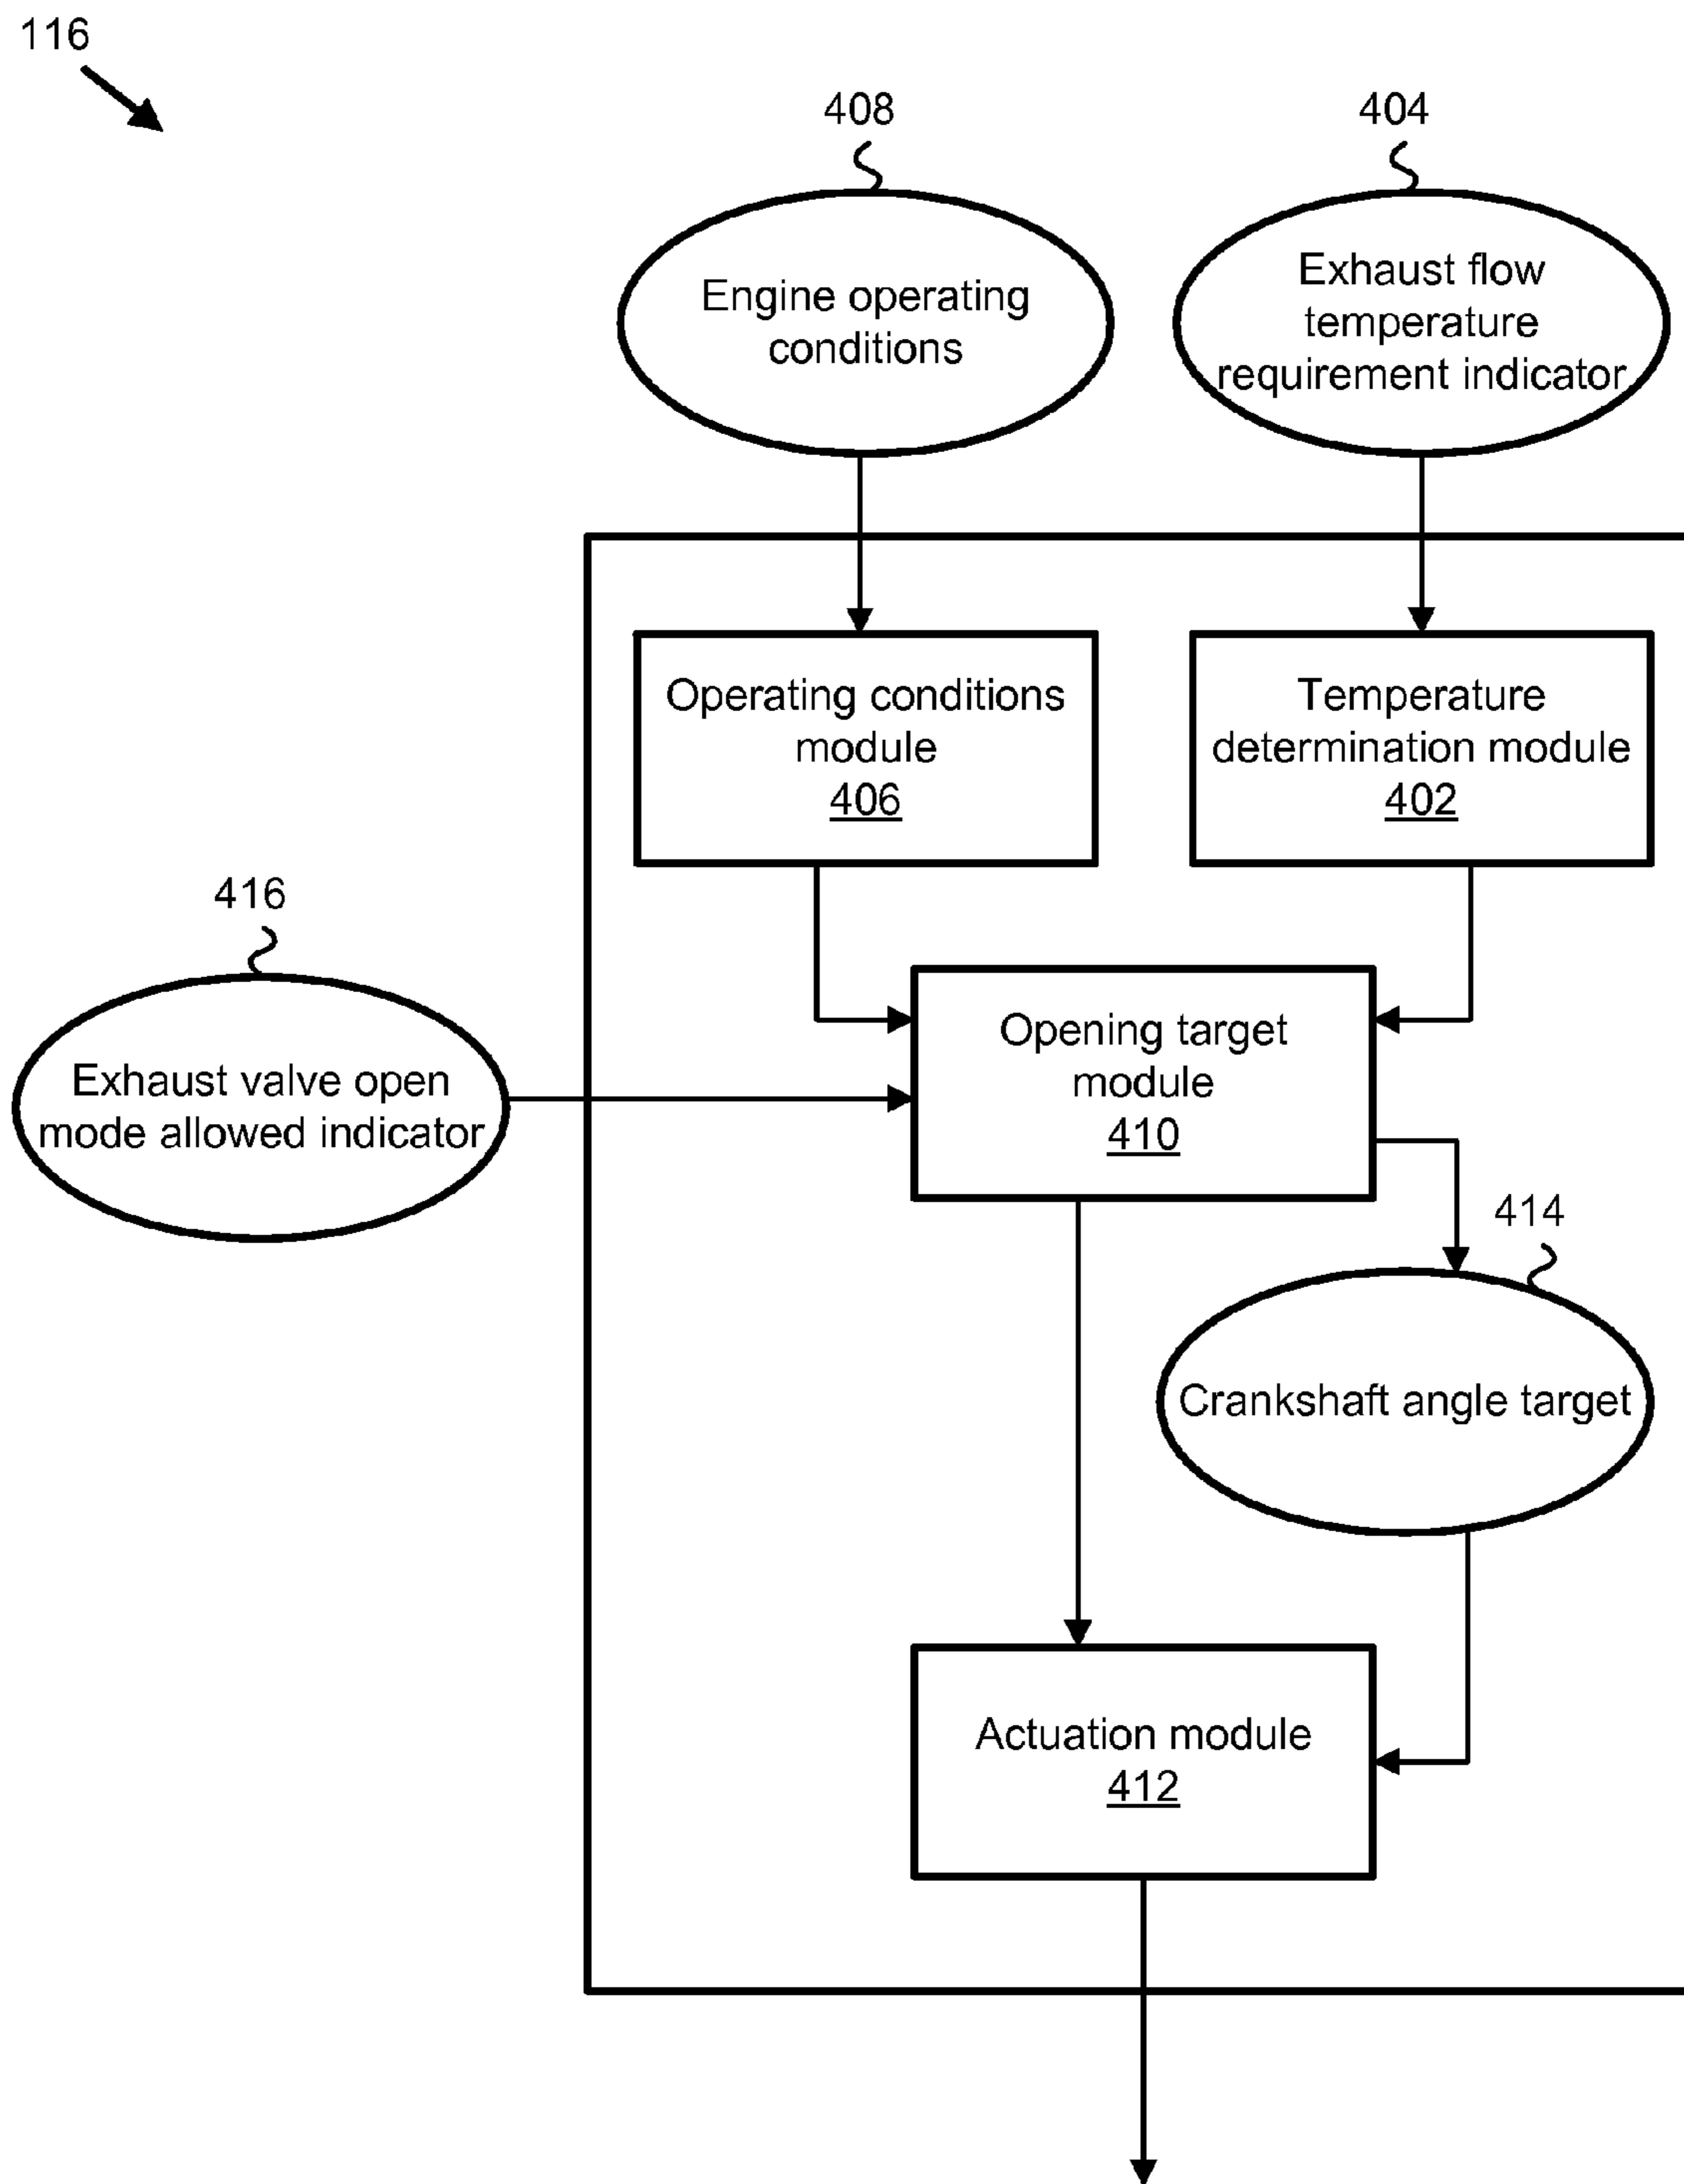 116
408
404
Engine operating
conditions
Exhaust flow
temperature
requirement indicator
Operating conditions
module
406
Temperature
determination module
402
416
Exhaust valve open
mode allowed indicator
Opening target
module
410
414
Crankshaft angle target
Actuation module
412